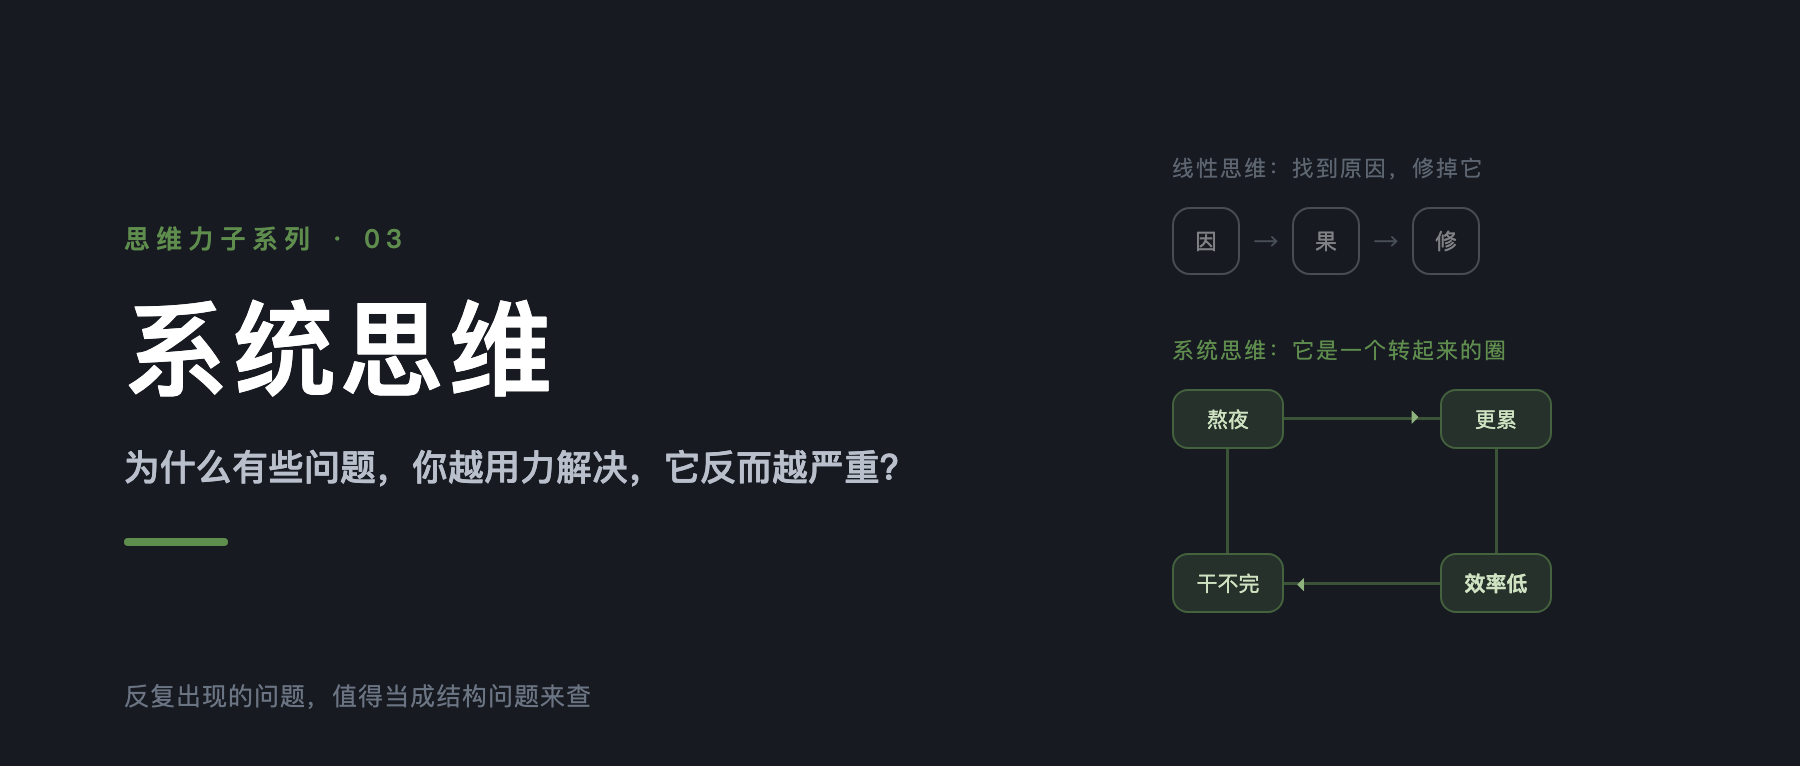 思维力子系列 · 03
系统思维
为什么有些问题，你越用力解决，它反而越严重?
反复出现的问题，值得当成结构问题来查
线性思维：找到原因，修掉它
因 → 果 → 修
系统思维：它是一个转起来的圈
熬夜 更累
干不完 效率低